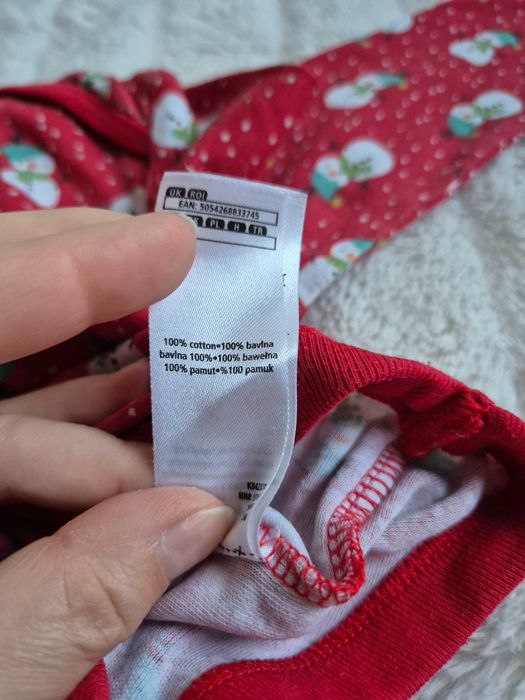 UK ROI
EAN: 5054268833745
PL H TR
100% cotton•100% bavlna
bavlna 100%•100% bawełna
100% pamut•%100 pamuk